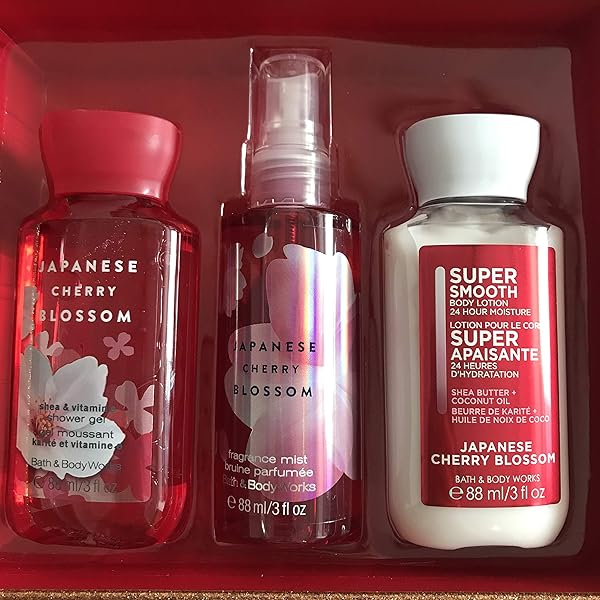 JAPANESE
CHERRY
BLOSSOM
shea & vitamin e
shower gel
gel moussant
karité et vitamine e
Bath & Body Works
℮ 88 ml/3 fl oz
JAPANESE
CHERRY
BLOSSOM
fragrance mist
bruine parfumée
Bath & Body Works
℮ 88 ml/3 fl oz
SUPER
SMOOTH
BODY LOTION
24 HOUR MOISTURE
LOTION POUR LE CORPS
SUPER
APAISANTE
24 HEURES
D'HYDRATATION
SHEA BUTTER +
COCONUT OIL
BEURRE DE KARITÉ +
HUILE DE NOIX DE COCO
JAPANESE
CHERRY BLOSSOM
BATH & BODY WORKS
℮ 88 ml/3 fl oz